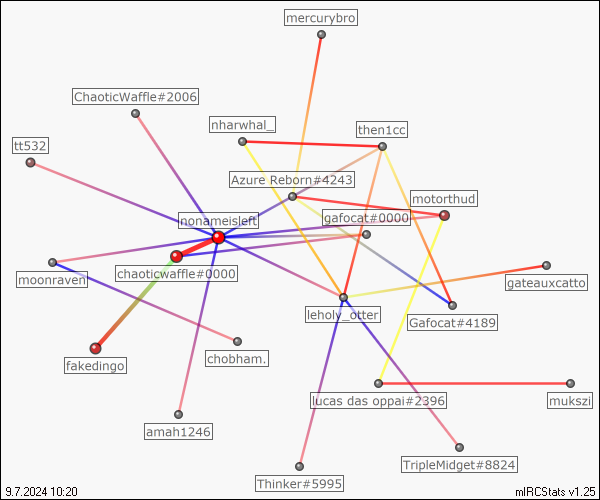 mercurybro
ChaoticWaffle#2006
nharwhal_
then1cc
tt532
Azure Reborn#4243
motorthud
nonameisleft
gafocat#0000
chaoticwaffle#0000
moonraven
gateauxcatto
leholy_otter
Gafocat#4189
chobham.
fakedingo
lucas das oppai#2396
mukszi
amah1246
TripleMidget#8824
Thinker#5995
9.7.2024 10:20
mIRCStats v1.25